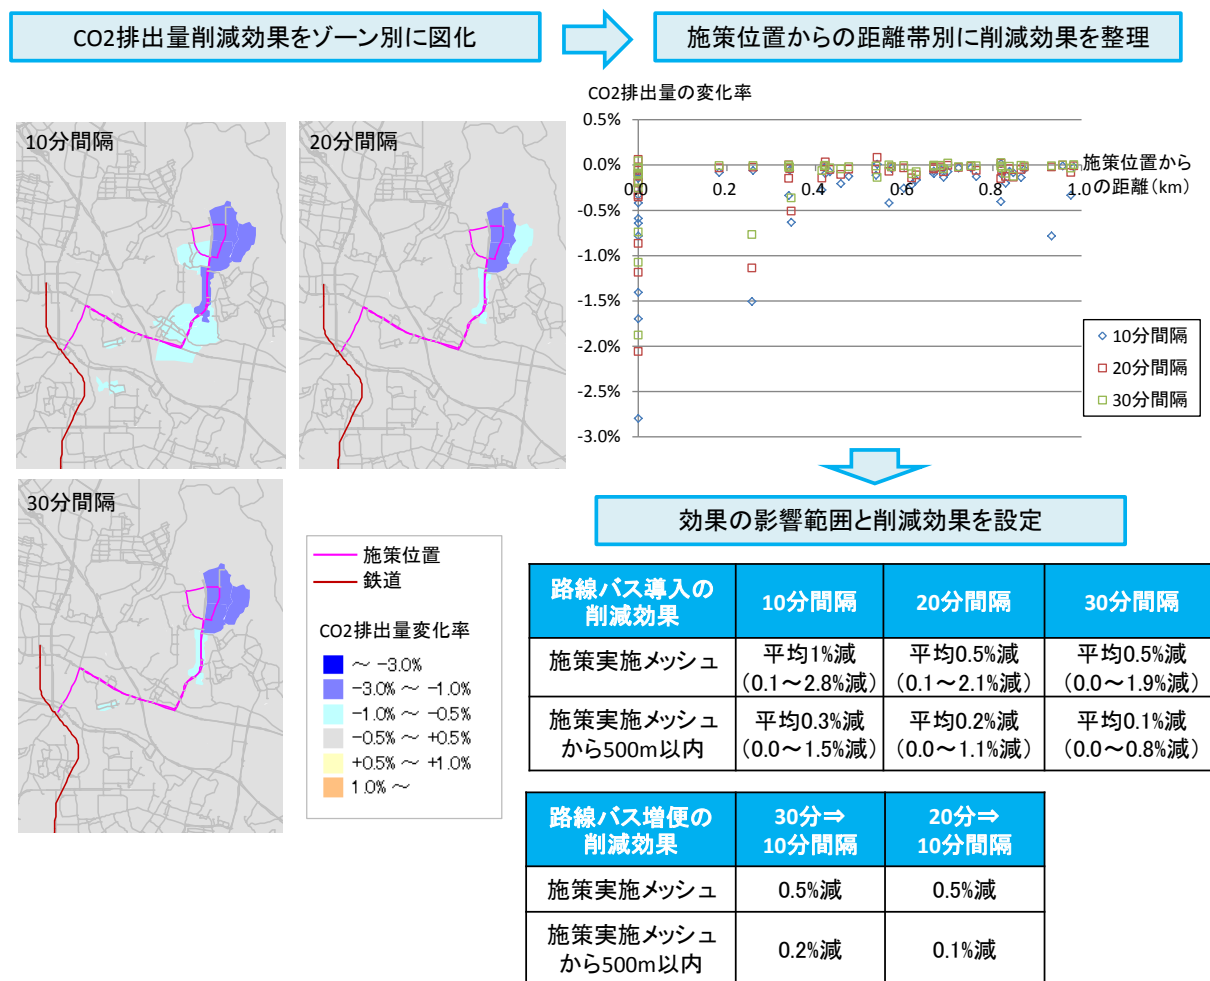 CO2排出量削減効果をゾーン別に図化
施策位置からの距離帯別に削減効果を整理
10分間隔
20分間隔
30分間隔
施策位置
鉄道
CO2排出量変化率
～ -3.0%
-3.0% ～ -1.0%
-1.0% ～ -0.5%
-0.5% ～ +0.5%
+0.5% ～ +1.0%
1.0% ～
CO2排出量の変化率
0.5%
0.0%
-0.5%
-1.0%
-1.5%
-2.0%
-2.5%
-3.0%
0.0
0.2
0.4
0.6
0.8
1.0
施策位置から
の距離(km)
10分間隔
20分間隔
30分間隔
効果の影響範囲と削減効果を設定
路線バス導入の
削減効果
10分間隔
20分間隔
30分間隔
施策実施メッシュ
平均1%減
(0.1～2.8%減)
平均0.5%減
(0.1～2.1%減)
平均0.5%減
(0.0～1.9%減)
施策実施メッシュ
から500m以内
平均0.3%減
(0.0～1.5%減)
平均0.2%減
(0.0～1.1%減)
平均0.1%減
(0.0～0.8%減)
路線バス増便の
削減効果
30分⇒
10分間隔
20分⇒
10分間隔
施策実施メッシュ
0.5%減
0.5%減
施策実施メッシュ
から500m以内
0.2%減
0.1%減